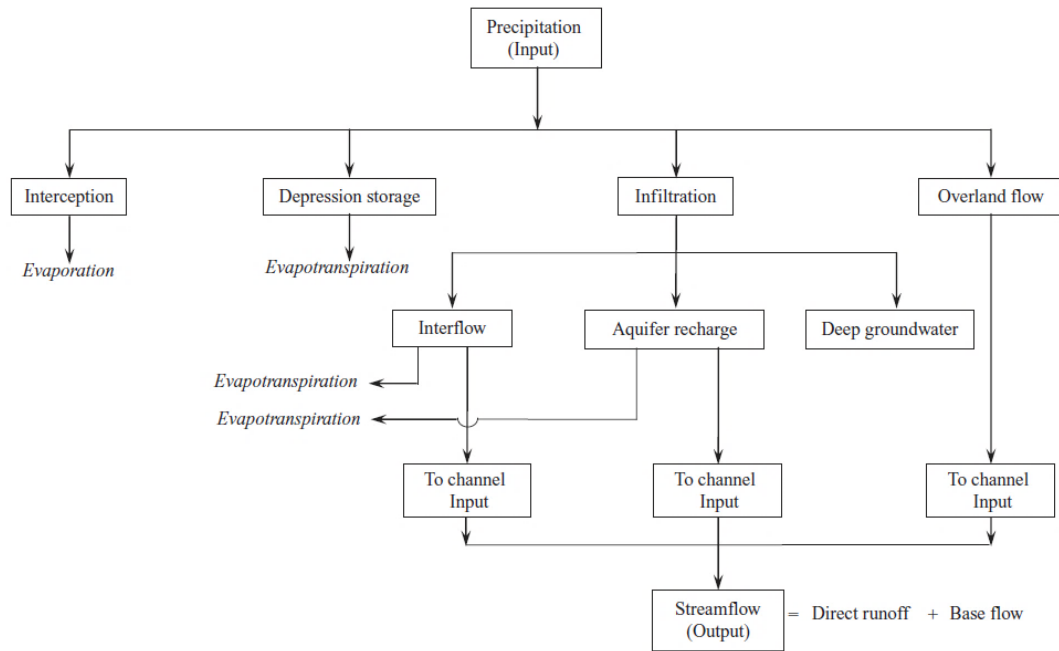 Precipitation
(Input)
Interception
Depression storage
Infiltration
Overland flow
Evaporation
Evapotranspiration
Interflow
Aquifer recharge
Deep groundwater
Evapotranspiration
Evapotranspiration
To channel
Input
To channel
Input
To channel
Input
Streamflow
(Output)
= Direct runoff + Base flow